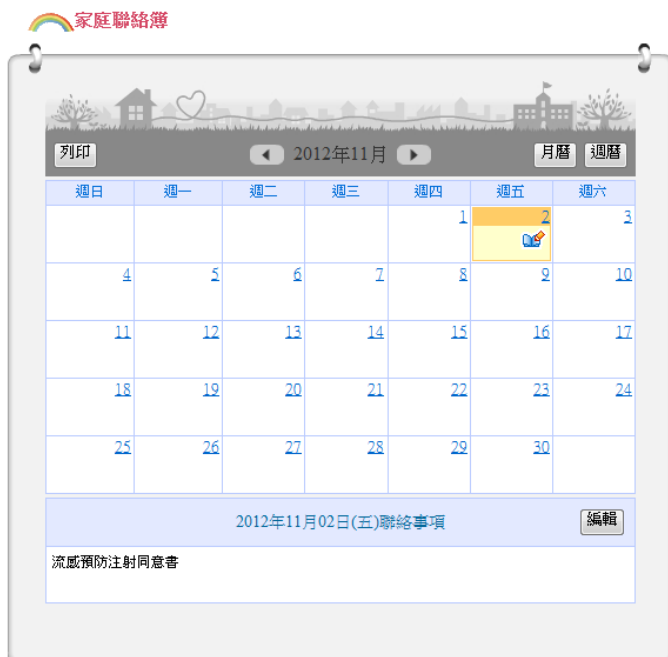 家庭聯絡簿
列印 2012年11月 月曆 週曆
週日 週一 週二 週三 週四 週五 週六
1 2 3
4 5 6 7 8 9 10
11 12 13 14 15 16 17
18 19 20 21 22 23 24
25 26 27 28 29 30
2012年11月02日(五)聯絡事項 編輯
流感預防注射同意書